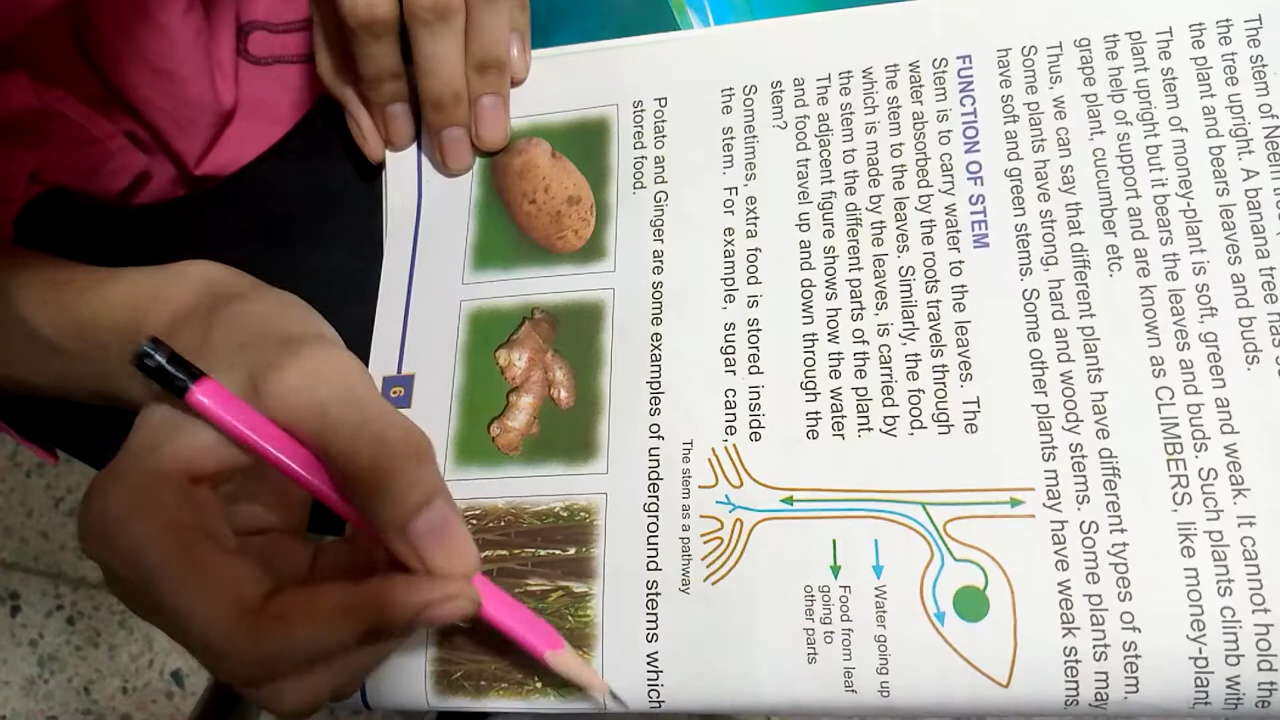 The stem of Neem
the tree upright. A banana tree has
the plant and bears leaves and buds.
The stem of money-plant is soft, green and weak. It cannot hold the
plant upright but it bears the leaves and buds. Such plants climb with
the help of support and are known as CLIMBERS, like money-plant,
grape plant, cucumber etc.
Thus, we can say that different plants have different types of stem.
Some plants have strong, hard and woody stems. Some plants may
have soft and green stems. Some other plants may have weak stems.
FUNCTION OF STEM
Stem is to carry water to the leaves. The
water absorbed by the roots travels through
the stem to the leaves. Similarly, the food,
which is made by the leaves, is carried by
the stem to the different parts of the plant.
The adjacent figure shows how the water
and food travel up and down through the
stem?
Water going up
Food from leaf
going to
other parts
The stem as a pathway
Sometimes, extra food is stored inside
the stem. For example, sugar cane,
Potato and Ginger are some examples of underground stems which
stored food.
6